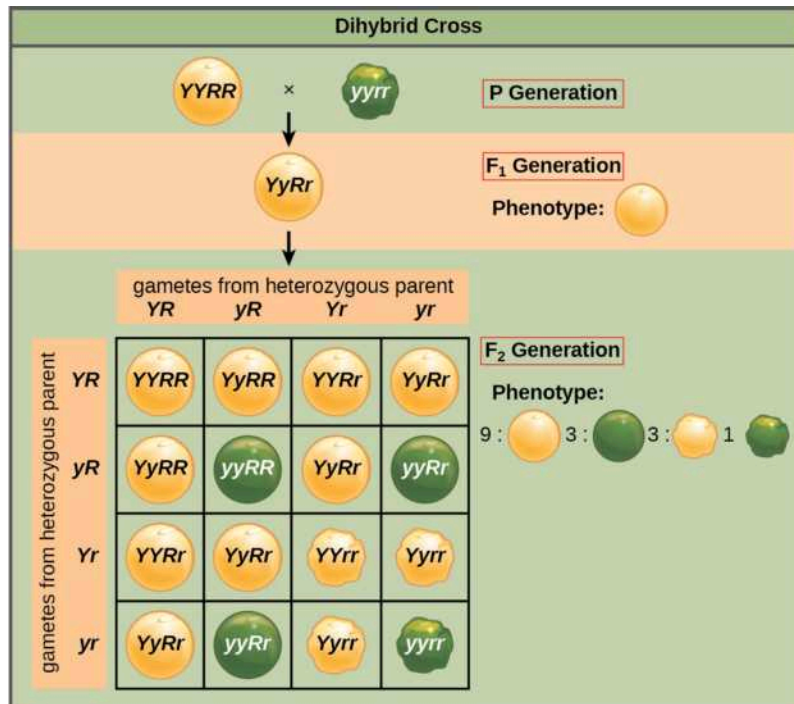 Dihybrid Cross
YYRR × yyrr
P Generation
YyRr
F₁ Generation
Phenotype:
gametes from heterozygous parent
YR yR Yr yr
gametes from heterozygous parent
YR YYRR YyRR YYRr YyRr
yR YyRR yyRR YyRr yyRr
Yr YYRr YyRr YYrr Yyrr
yr YyRr yyRr Yyrr yyrr
F₂ Generation
Phenotype:
9 : 3 : 3 : 1